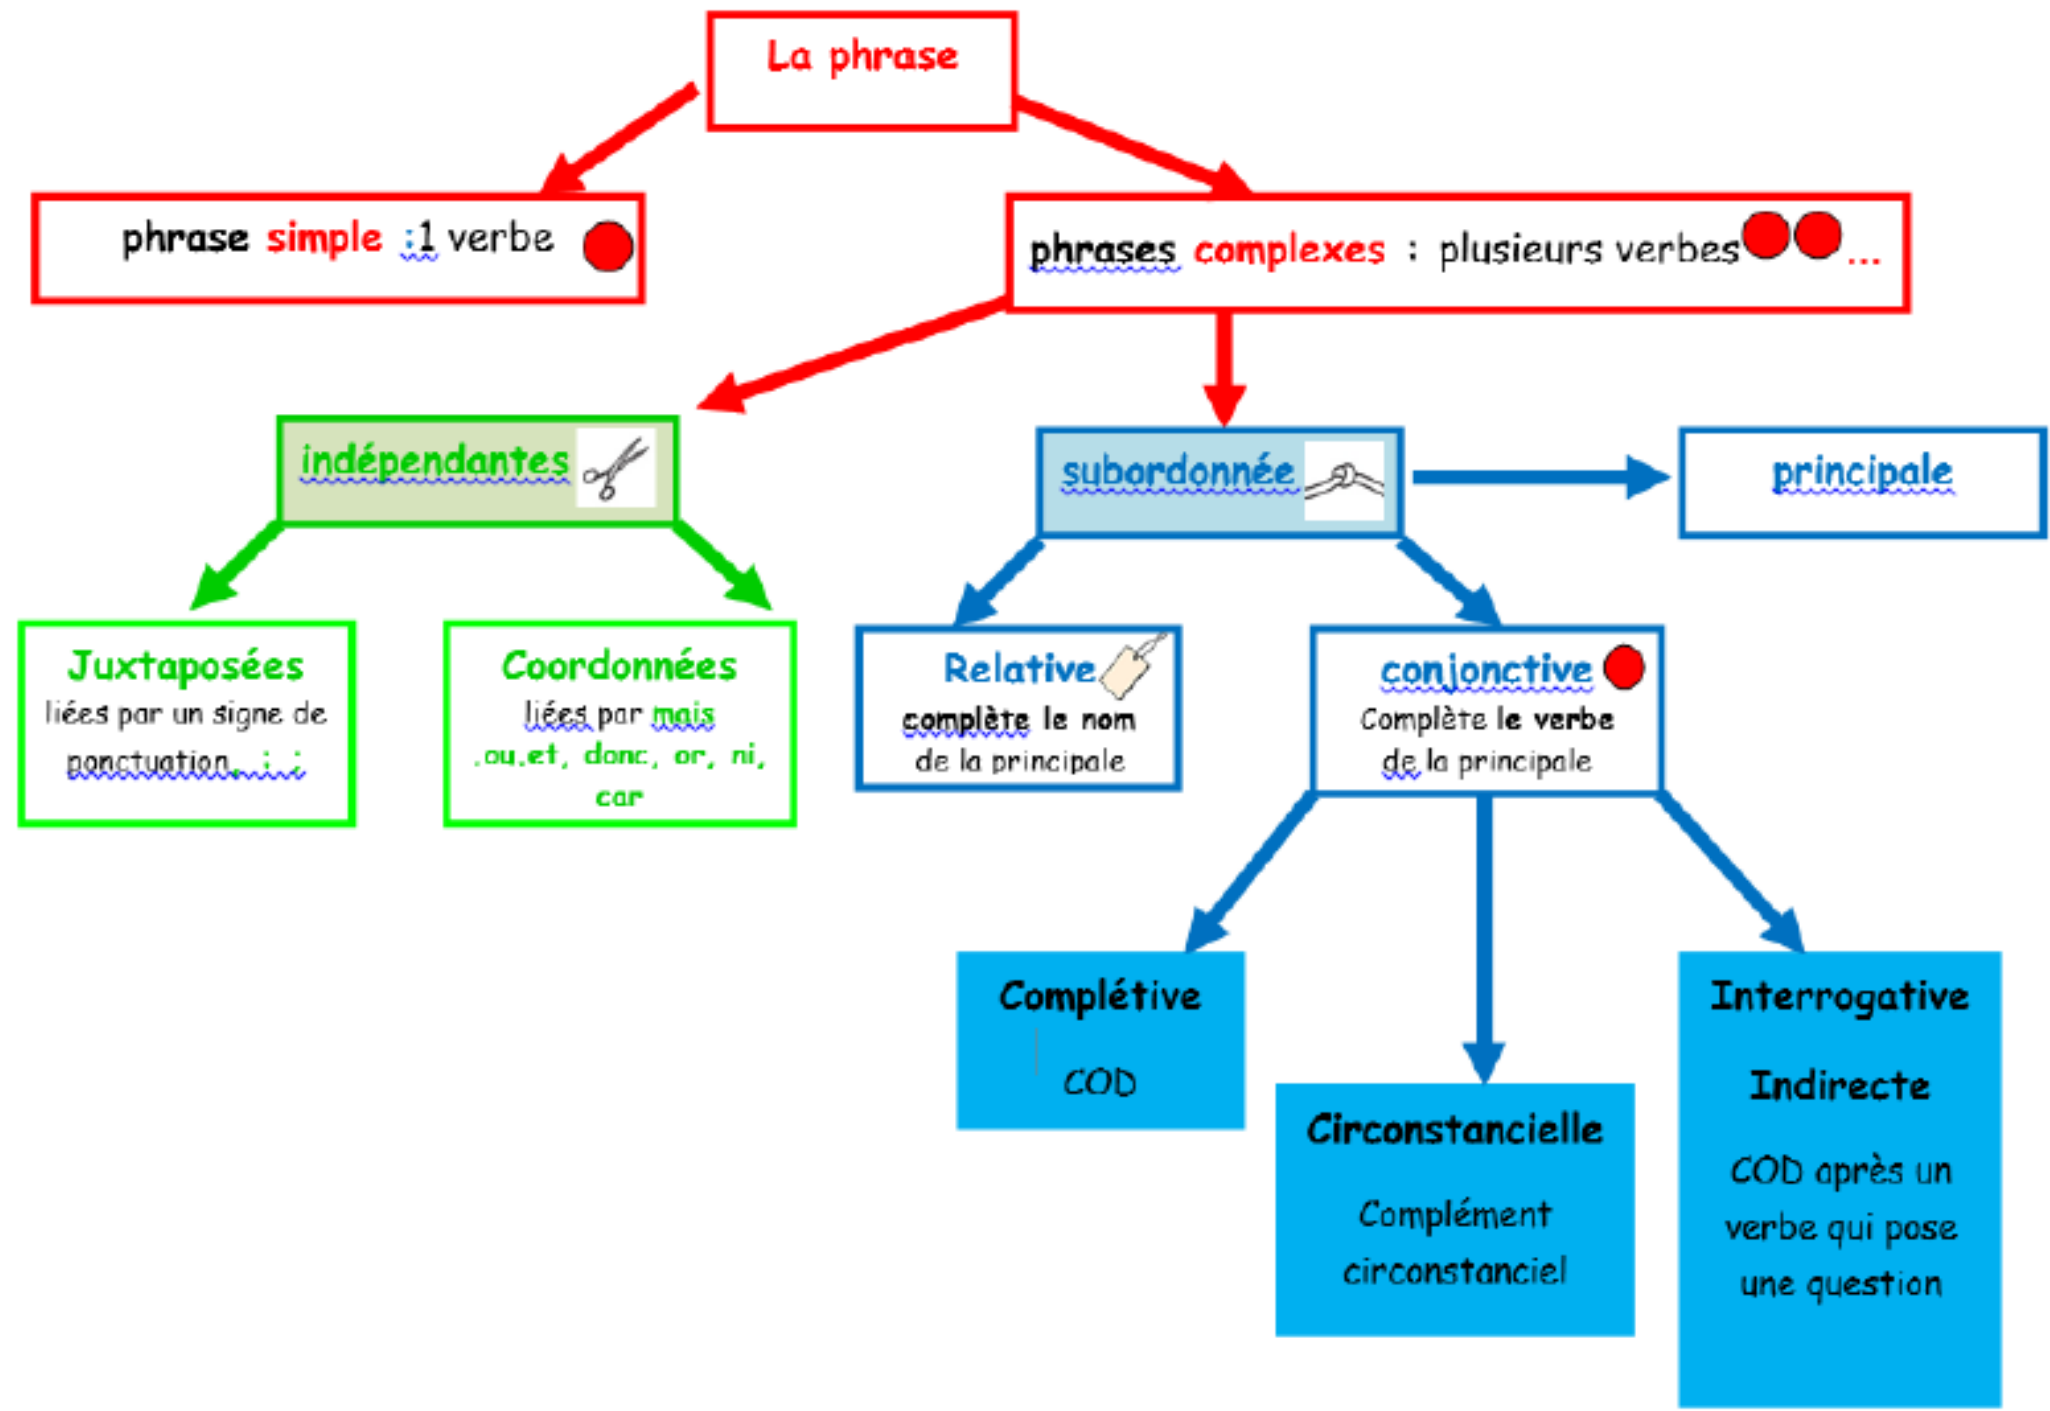 La phrase
phrase simple :1 verbe
phrases complexes : plusieurs verbes ...
indépendantes
subordonnée
principale
Juxtaposées
liées par un signe de
ponctuation, : ;
Coordonnées
liées par mais
,ou,et, donc, or, ni,
car
Relative
complète le nom
de la principale
conjonctive
Complète le verbe
de la principale
Complétive
COD
Circonstancielle
Complément
circonstanciel
Interrogative
Indirecte
COD après un
verbe qui pose
une question